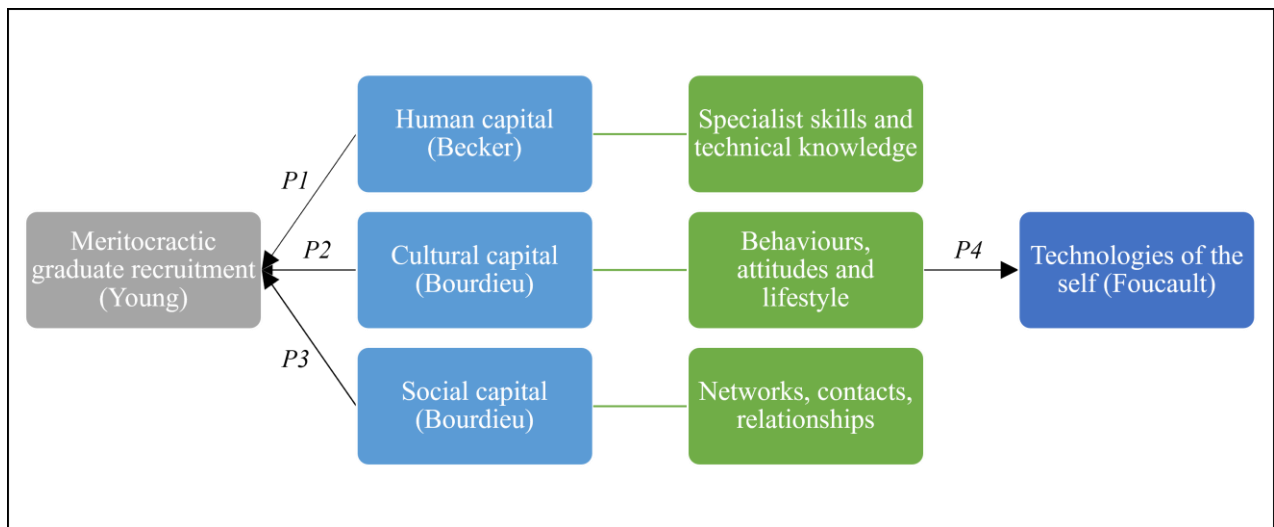 Human capital
(Becker)
Specialist skills and
technical knowledge
P1
Meritocractic
graduate recruitment
(Young)
P2
Cultural capital
(Bourdieu)
Behaviours,
attitudes and
lifestyle
P4
Technologies of the
self (Foucault)
P3
Social capital
(Bourdieu)
Networks, contacts,
relationships